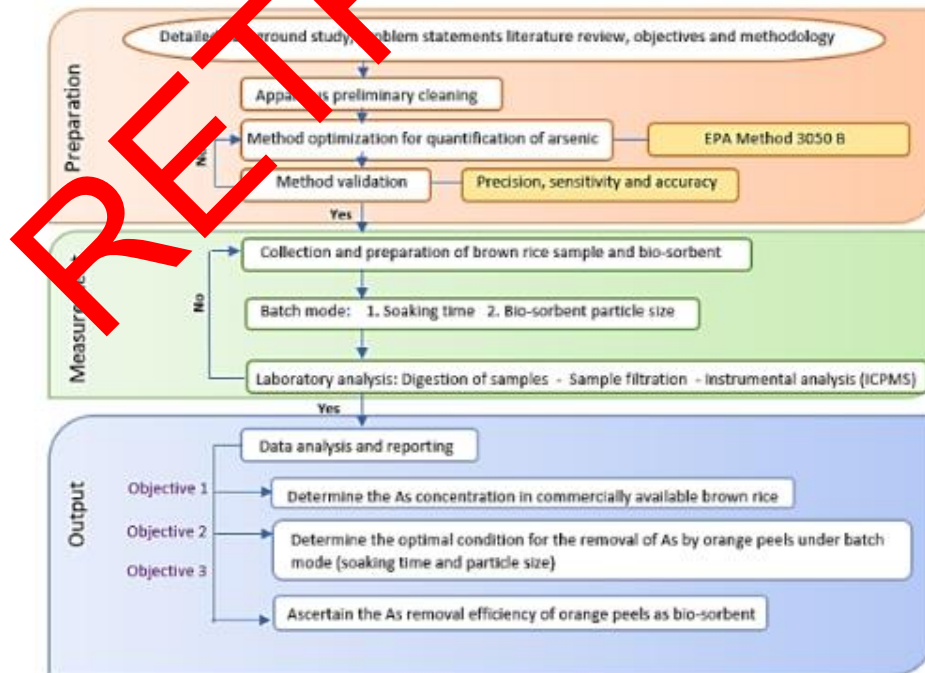 RETR
Detailed ground study, problem statements literature review, objectives and methodology
Preparation
Apparatus preliminary cleaning
Method optimization for quantification of arsenic
EPA Method 3050 B
No
Method validation
Precision, sensitivity and accuracy
Yes
Collection and preparation of brown rice sample and bio-sorbent
No
Batch mode: 1. Soaking time 2. Bio-sorbent particle size
Laboratory analysis: Digestion of samples - Sample filtration - Instrumental analysis (ICPMS)
Yes
Data analysis and reporting
Output
Objective 1
Determine the As concentration in commercially available brown rice
Objective 2
Determine the optimal condition for the removal of As by orange peels under batch
mode (soaking time and particle size)
Objective 3
Ascertain the As removal efficiency of orange peels as bio-sorbent